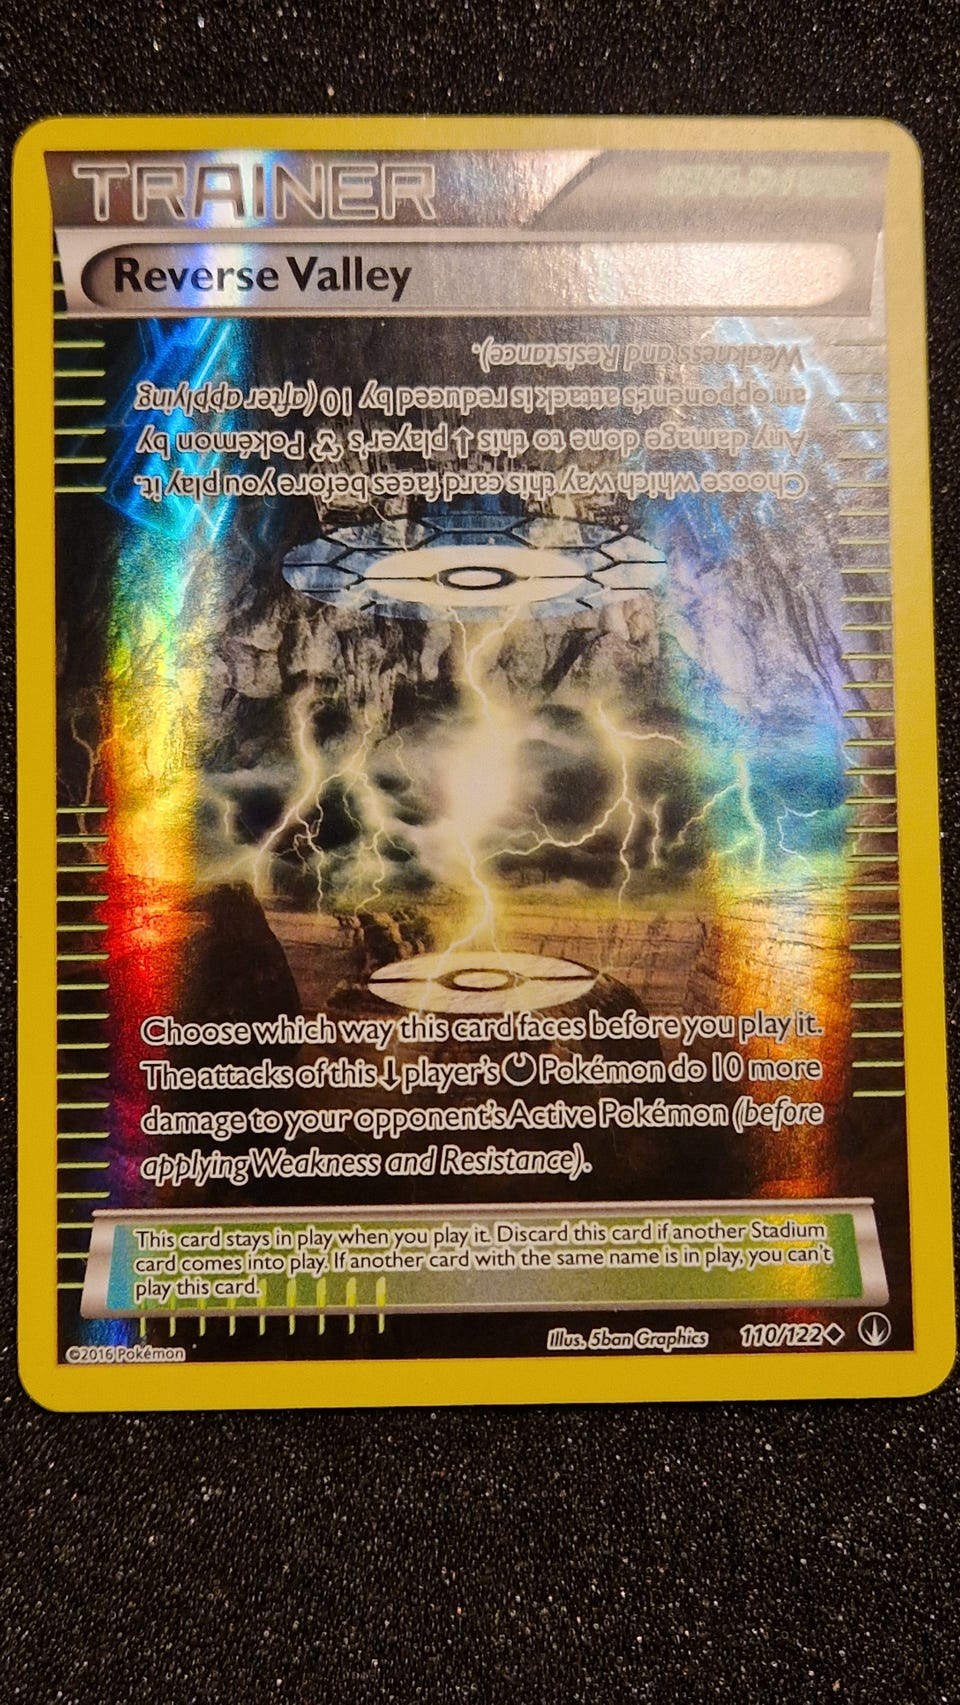 TRAINER
Reverse Valley
Choose which way this card faces before you play it.
Any damage done to this ↑ player's Pokémon by
an opponent's attack is reduced by 10 (after applying
Weakness and Resistance).
Choose which way this card faces before you play it.
The attacks of this ↓ player's Pokémon do 10 more
damage to your opponent's Active Pokémon (before
applying Weakness and Resistance).
This card stays in play when you play it. Discard this card if another Stadium
card comes into play. If another card with the same name is in play, you can't
play this card.
Illus. 5ban Graphics 110/122
©2016 Pokémon